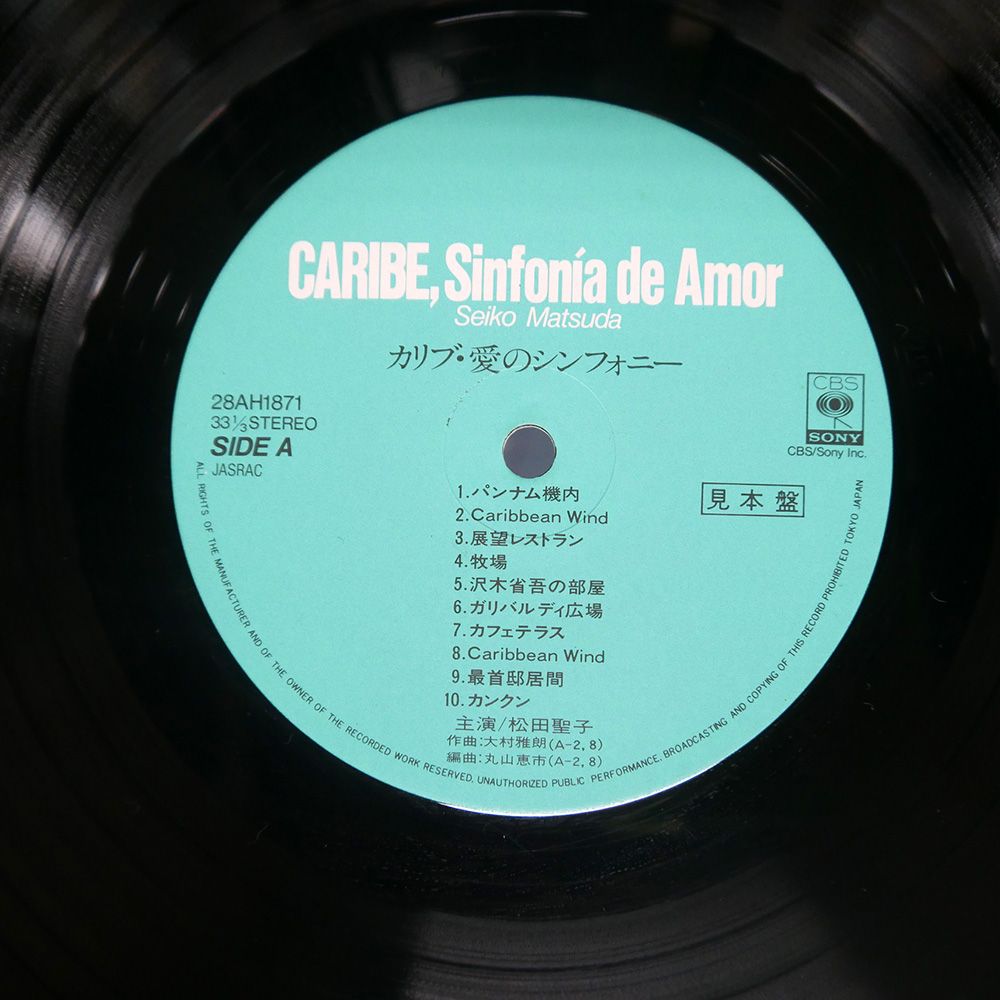 CARIBE, Sinfonía de Amor
Seiko Matsuda
カリブ・愛のシンフォニー
28AH1871
33 1/3 STEREO
SIDE A
JASRAC
CBS
SONY
CBS/Sony Inc.
見本盤
1.パンナム機内
2.Caribbean Wind
3.展望レストラン
4.牧場
5.沢木省吾の部屋
6.ガリバルディ広場
7.カフェテラス
8.Caribbean Wind
9.最首邸居間
10.カンクン
主演/松田聖子
作曲:大村雅朗(A-2, 8)
編曲:丸山恵市(A-2, 8)
ALL RIGHTS OF THE MANUFACTURER AND OF THE OWNER OF THE RECORDED WORK RESERVED, UNAUTHORIZED PUBLIC PERFORMANCE, BROADCASTING AND COPYING OF THIS RECORD PROHIBITED TOKYO JAPAN